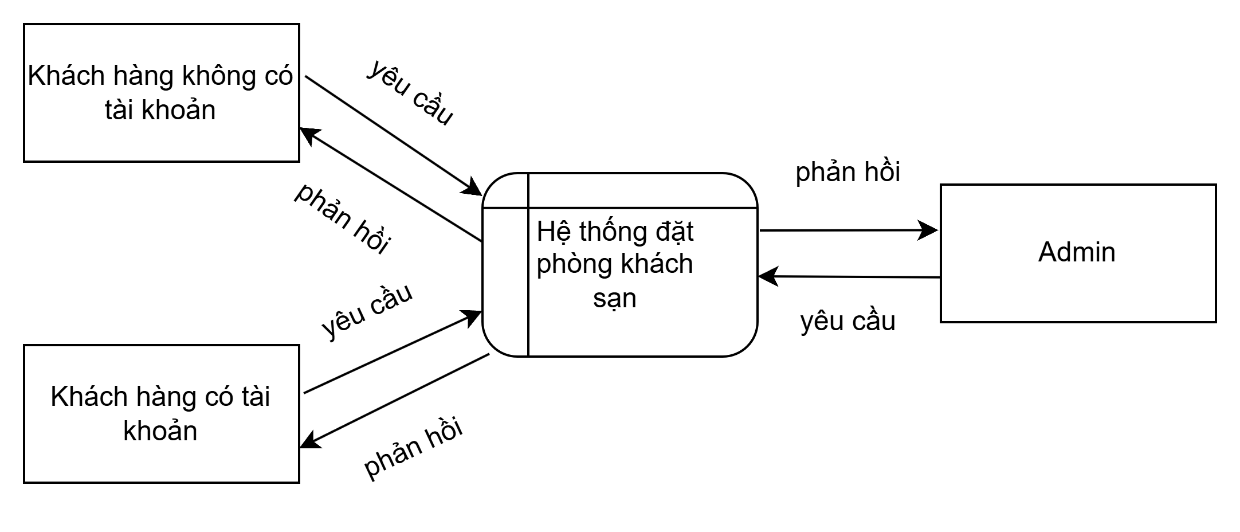 Khách hàng không có
tài khoản
yêu cầu
phản hồi
Hệ thống đặt
phòng khách
sạn
phản hồi
Admin
yêu cầu
yêu cầu
Khách hàng có tài
khoản
phản hồi